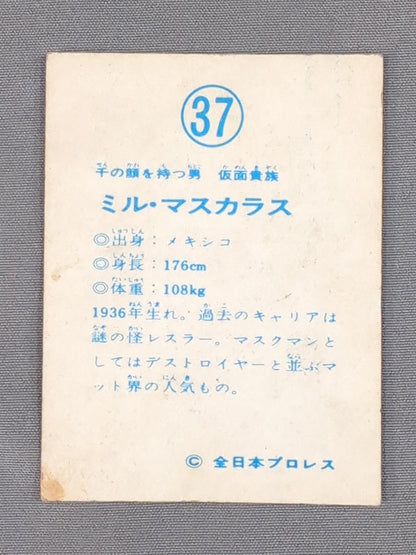 37
千の顔を持つ男 仮面貴族
ミル・マスカラス
◎出身：メキシコ
◎身長：176cm
◎体重：108kg
1936年生れ。過去のキャリアは
謎の怪レスラー。マスクマンと
してはデストロイヤーと並ぶマ
ット界の人気もの。
© 全日本プロレス